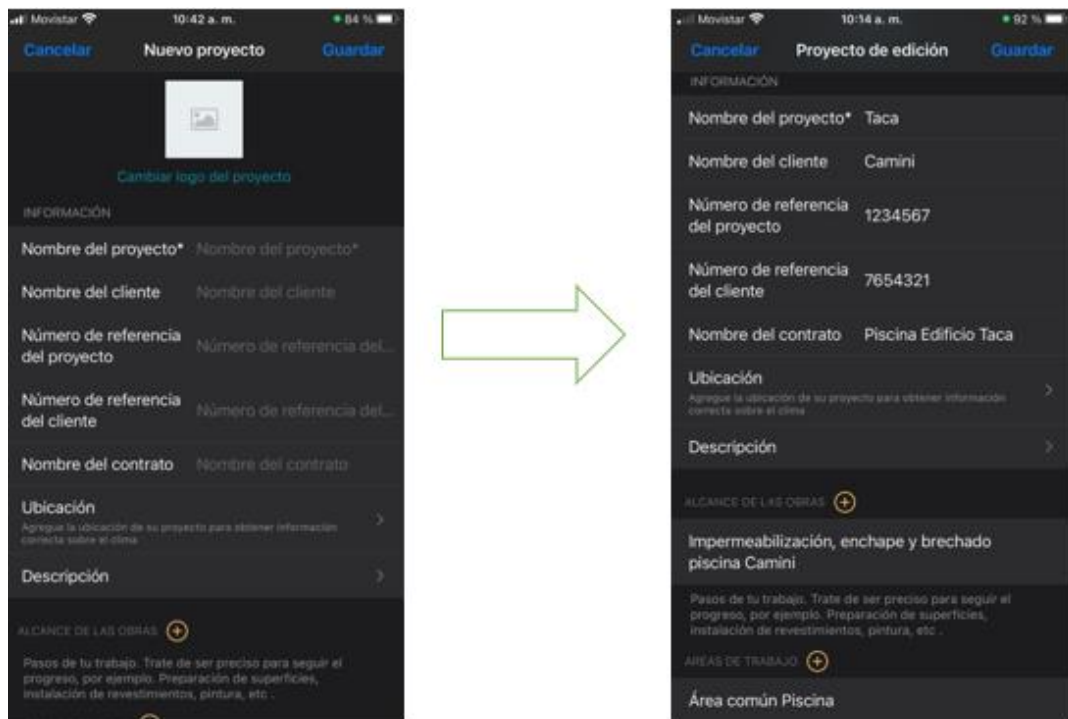 Movistar 10:42 a. m. 84 %
Cancelar Nuevo proyecto Guardar
Cambiar logo del proyecto
INFORMACIÓN
Nombre del proyecto* Nombre del proyecto*
Nombre del cliente Nombre del cliente
Número de referencia
del proyecto
Número de referencia del...
Número de referencia
del cliente
Número de referencia del...
Nombre del contrato Nombre del contrato
Ubicación
Agregue la ubicación de su proyecto para obtener información
correcta sobre el clima
Descripción
ALCANCE DE LAS OBRAS
Pasos de tu trabajo. Trate de ser preciso para seguir el
progreso, por ejemplo. Preparación de superficies,
instalación de revestimientos, pintura, etc .
Movistar 10:14 a. m. 92 %
Cancelar Proyecto de edición Guardar
INFORMACIÓN
Nombre del proyecto* Taca
Nombre del cliente Camini
Número de referencia
del proyecto
1234567
Número de referencia
del cliente
7654321
Nombre del contrato Piscina Edificio Taca
Ubicación
Agregue la ubicación de su proyecto para obtener información
correcta sobre el clima
Descripción
ALCANCE DE LAS OBRAS
Impermeabilización, enchape y brechado
piscina Camini
Pasos de tu trabajo. Trate de ser preciso para seguir el
progreso, por ejemplo. Preparación de superficies,
instalación de revestimientos, pintura, etc .
AREAS DE TRABAJO
Área común Piscina